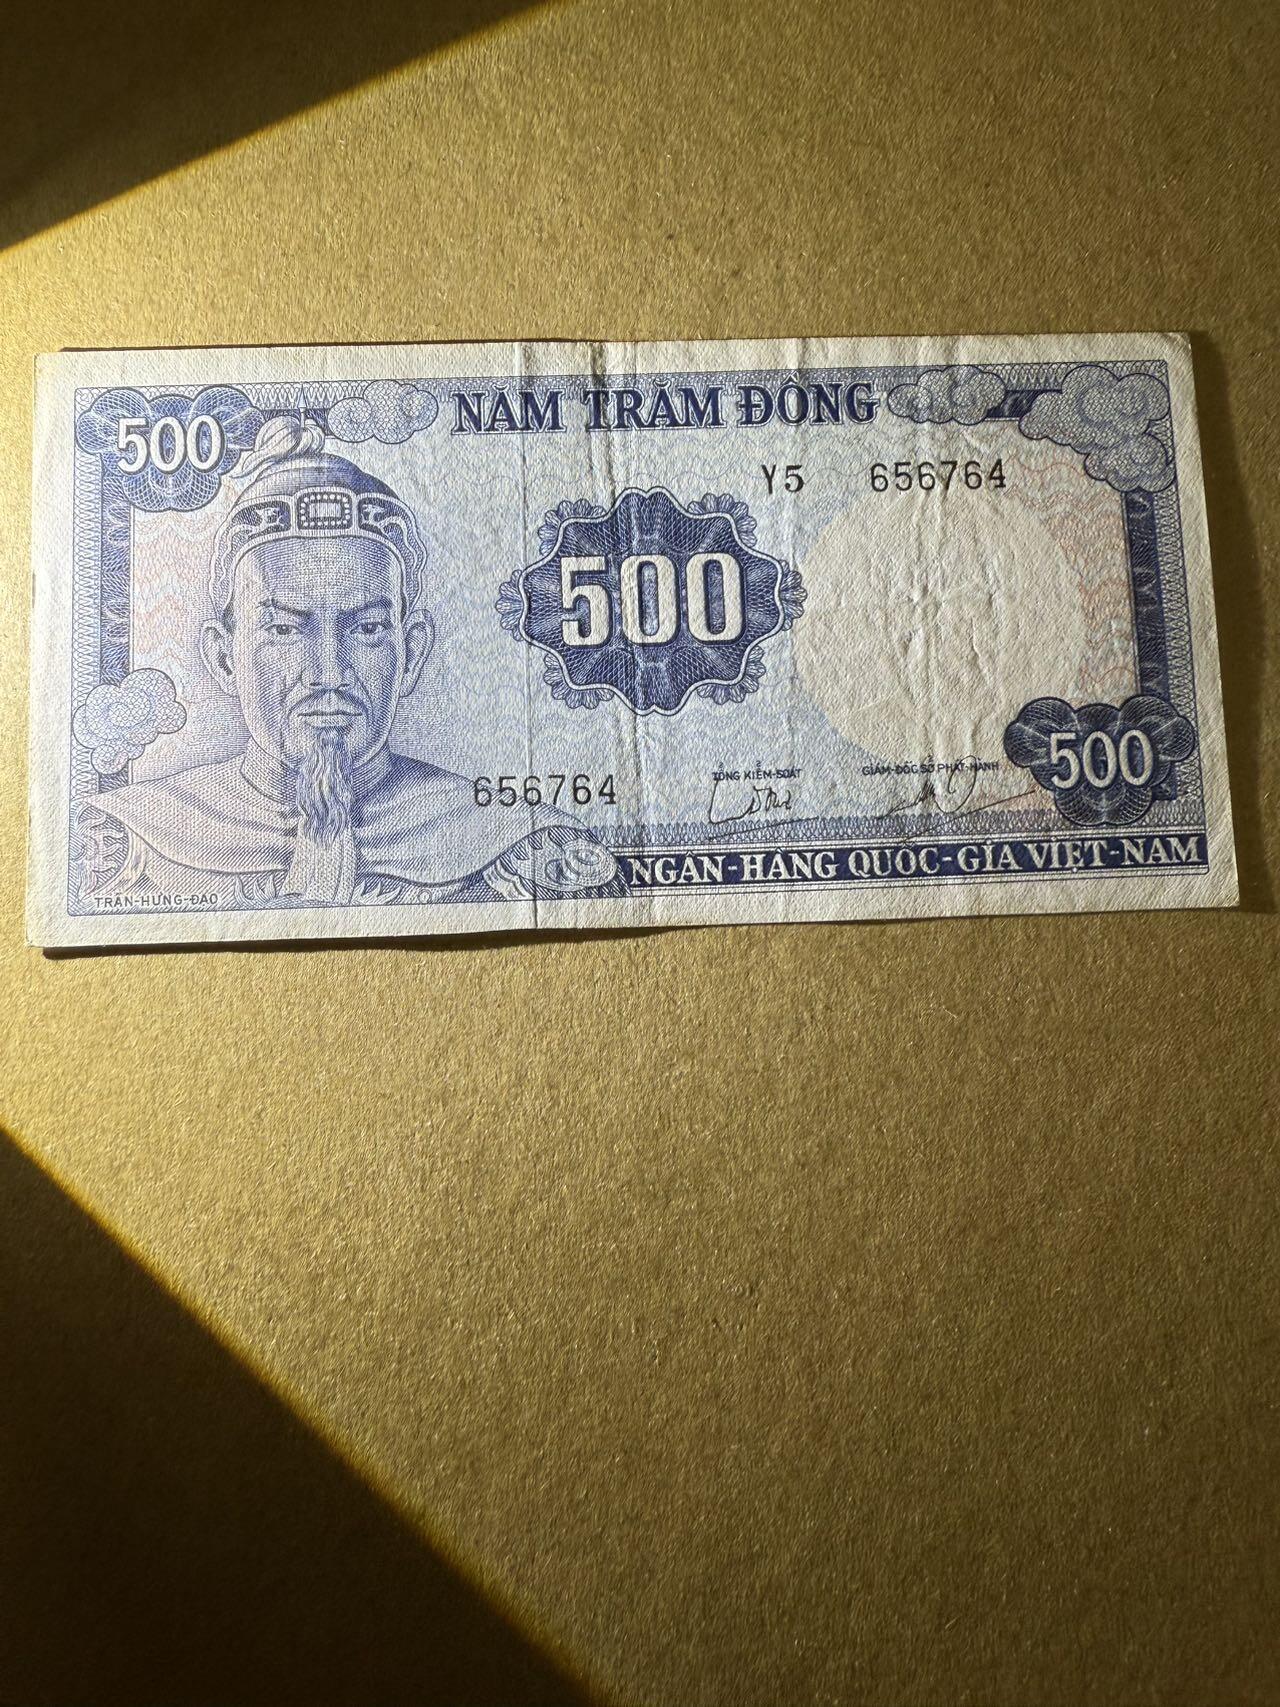 500
NĂM TRĂM ĐỒNG
Y5 656764
500
656764
TỔNG KIỂM-SOÁT
GIÁM-ĐỐC SỞ PHÁT-HÀNH
500
NGÂN-HÀNG QUỐC-GIA VIỆT-NAM
TRẦN-HƯNG-ĐẠO